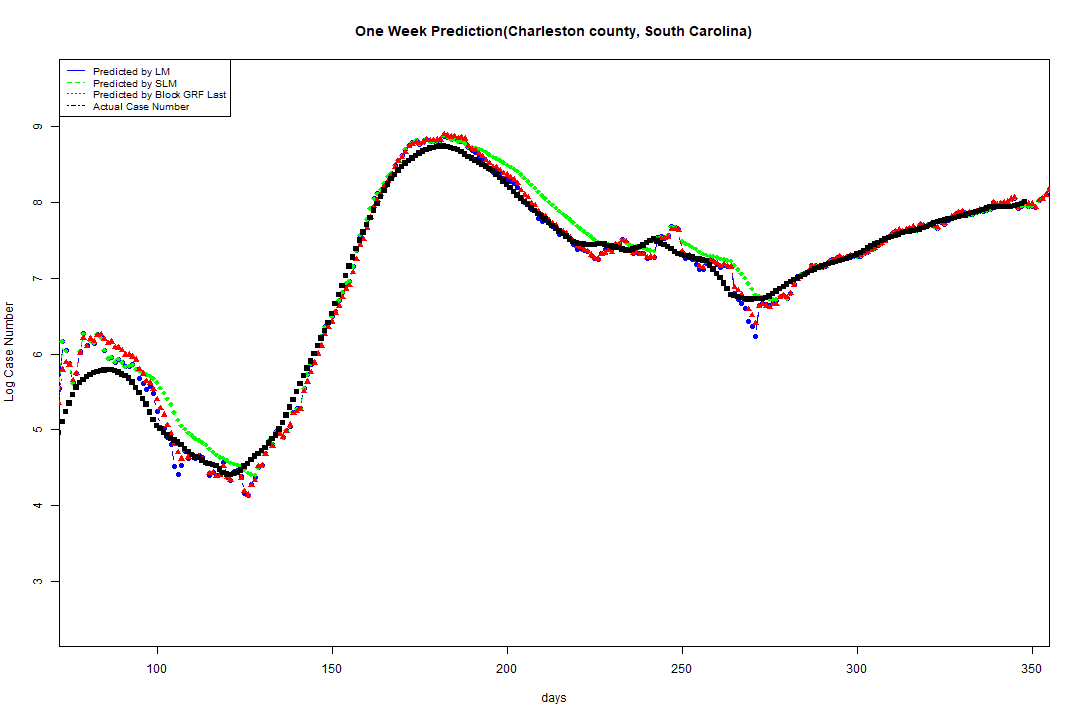 One Week Prediction(Charleston county, South Carolina)
Predicted by LM
Predicted by SLM
Predicted by Block GRF Last
Actual Case Number
Log Case Number
9
8
7
6
5
4
3
100 150 200 250 300 350
days